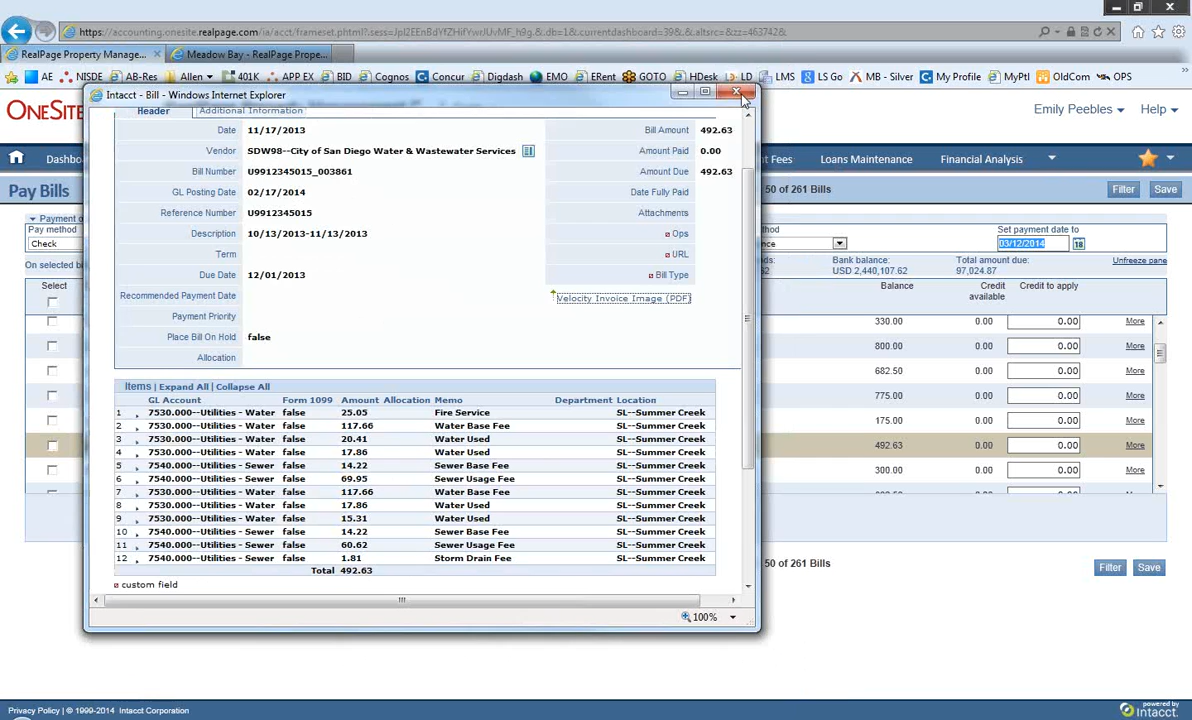 https://accounting.onesite.realpage.com/ia/acct/frameset.phtml?
RealPage Property Manage...
Meadow Bay - RealPage Prope...
AE NISDE AB-Res Allen 401K APP EX BID Cognos Concur Digdash EMO ERent GOTO HDesk LD LMS LS Go MB - Silver My Profile MyPtl OldCom OPS
Intacct - Bill - Windows Internet Explorer
OneSit
Emily Peebles Help
Header Additional Information
Date 11/17/2013 Bill Amount 492.63
Vendor SDW98--City of San Diego Water & Wastewater Services Amount Paid 0.00
Bill Number U9912345015_003861 Amount Due 492.63
GL Posting Date 02/17/2014 Date Fully Paid
Reference Number U9912345015 Attachments
Description 10/13/2013-11/13/2013 Ops
Term URL
Due Date 12/01/2013 Bill Type
Recommended Payment Date Velocity Invoice Image (PDF)
Payment Priority
Place Bill On Hold false
Allocation
Items | Expand All | Collapse All
GL Account Form 1099 Amount Allocation Memo Department Location
1 7530.000--Utilities - Water false 25.05 Fire Service SL--Summer Creek
2 7530.000--Utilities - Water false 117.66 Water Base Fee SL--Summer Creek
3 7530.000--Utilities - Water false 20.41 Water Used SL--Summer Creek
4 7530.000--Utilities - Water false 17.86 Water Used SL--Summer Creek
5 7540.000--Utilities - Sewer false 14.22 Sewer Base Fee SL--Summer Creek
6 7540.000--Utilities - Sewer false 69.95 Sewer Usage Fee SL--Summer Creek
7 7530.000--Utilities - Water false 117.66 Water Base Fee SL--Summer Creek
8 7530.000--Utilities - Water false 17.86 Water Used SL--Summer Creek
9 7530.000--Utilities - Water false 15.31 Water Used SL--Summer Creek
10 7540.000--Utilities - Sewer false 14.22 Sewer Base Fee SL--Summer Creek
11 7540.000--Utilities - Sewer false 60.62 Sewer Usage Fee SL--Summer Creek
12 7540.000--Utilities - Sewer false 1.81 Storm Drain Fee SL--Summer Creek
Total 492.63
custom field
100%
Dashbo
t Fees Loans Maintenance Financial Analysis
Pay Bills
50 of 261 Bills Filter Save
Payment o
Pay method
Check
On selected b
Select
thod Set payment date to
nce 03/12/2014 18
ds: Bank balance: Total amount due: Unfreeze pane
62 USD 2,440,107.62 97,024.87
Balance Credit available Credit to apply
330.00 0.00 0.00 More
800.00 0.00 0.00 More
682.50 0.00 0.00 More
775.00 0.00 0.00 More
175.00 0.00 0.00 More
492.63 0.00 0.00 More
300.00 0.00 0.00 More
50 of 261 Bills Filter Save
Privacy Policy | © 1999-2014 Intacct Corporation
powered by
Intacct